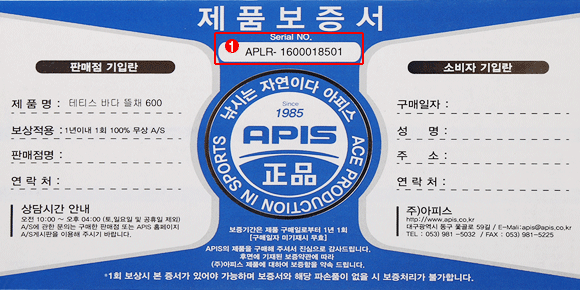 제품보증서
Serial NO.
1 APLR- 1600018501
판매점 기입란
제 품 명 : 테티스 바다 뜰채 600
보상적용 : 1년이내 1회 100% 무상 A/S
판매점명 :
연 락 처 :
상담시간 안내
오전 10:00 ~ 오후 04:00 (토,일요일 및 공휴일 제외)
A/S에 관한 문의는 구매한 판매점 또는 APIS 홈페이지
A/S게시판을 이용해 주시기 바랍니다.
낚시는 자연이다 아피스
Since
1985
APIS
正品
ACE PRODUCTION IN SPORTS
보증기간은 제품 구매일로부터 1년 1회
[구매일자 미기재시 무효]
APIS의 제품을 구매해 주셔서 진심으로 감사드립니다.
후면에 기재된 보증약관에 따라
(주)아피스 제품에 대하여 보증함을 약속 드립니다.
소비자 기입란
구매일자 :
성 명 :
주 소 :
연 락 처 :
주)아피스
http://www.apis.co.kr
대구광역시 동구 꽃골로 59길 / E-Mali:apis@apis.co.kr
TEL : 053) 981 -5032 / FAX : 053) 981-5225.
*1회 보상시 본 증서가 있어야 가능하며 보증서와 해당 파손품이 없을 시 보증처리가 불가합니다.